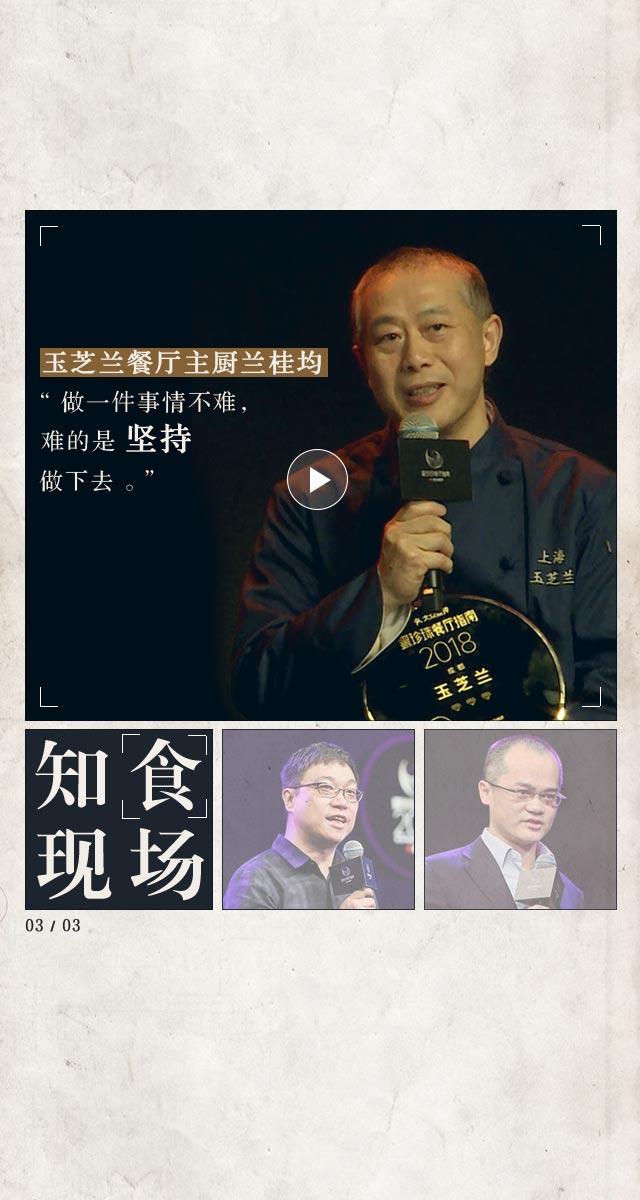 玉芝兰餐厅主厨兰桂均
“ 做一件事情不难，
难的是 坚持
做下去 。”
上海
玉芝兰
黑珍珠餐厅指南
2018
成都
玉芝兰
知食
现场
03 / 03